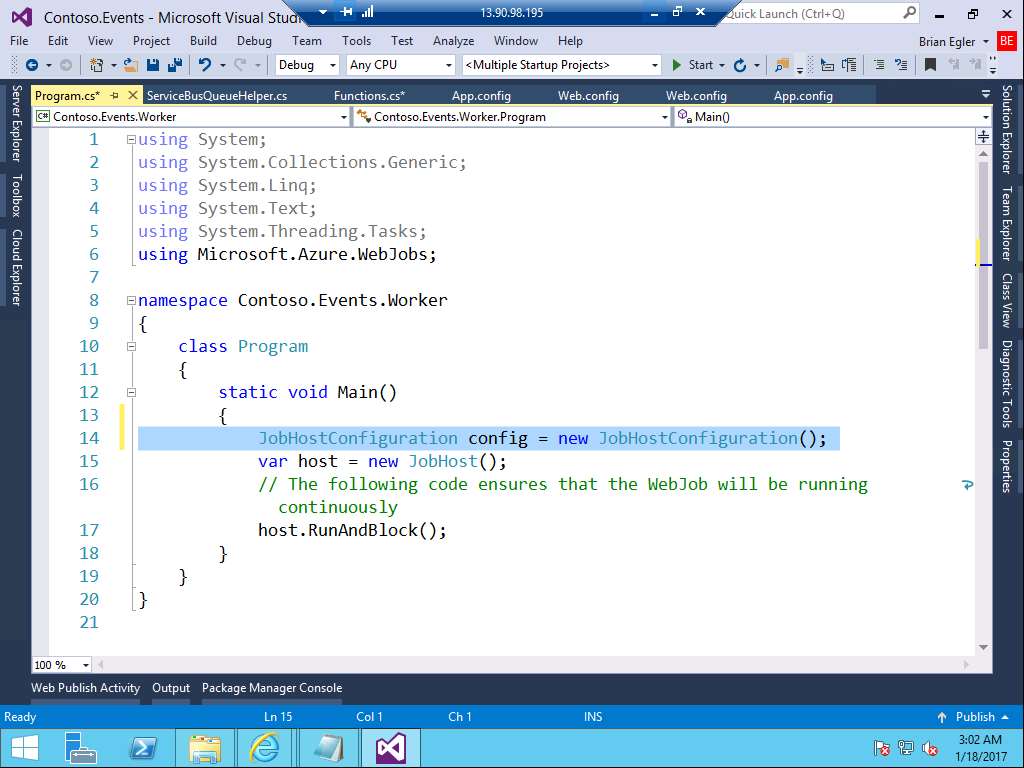 Contoso.Events - Microsoft Visual Studio
13.90.98.195
Quick Launch (Ctrl+Q)
File Edit View Project Build Debug Team Tools Test Analyze Window Help
Brian Egler BE
Debug Any CPU <Multiple Startup Projects> Start
Program.cs* ServiceBusQueueHelper.cs Functions.cs* App.config Web.config Web.config App.config
C# Contoso.Events.Worker Contoso.Events.Worker.Program Main()
Server Explorer
Toolbox
Cloud Explorer
1 using System;
2 using System.Collections.Generic;
3 using System.Linq;
4 using System.Text;
5 using System.Threading.Tasks;
6 using Microsoft.Azure.WebJobs;
7
8 namespace Contoso.Events.Worker
9 {
10 class Program
11 {
12 static void Main()
13 {
14 JobHostConfiguration config = new JobHostConfiguration();
15 var host = new JobHost();
16 // The following code ensures that the WebJob will be running
continuously
17 host.RunAndBlock();
18 }
19 }
20 }
21
Solution Explorer
Team Explorer
Class View
Diagnostic Tools
Properties
100 %
Web Publish Activity Output Package Manager Console
Ready Ln 15 Col 1 Ch 1 INS Publish
3:02 AM
1/18/2017